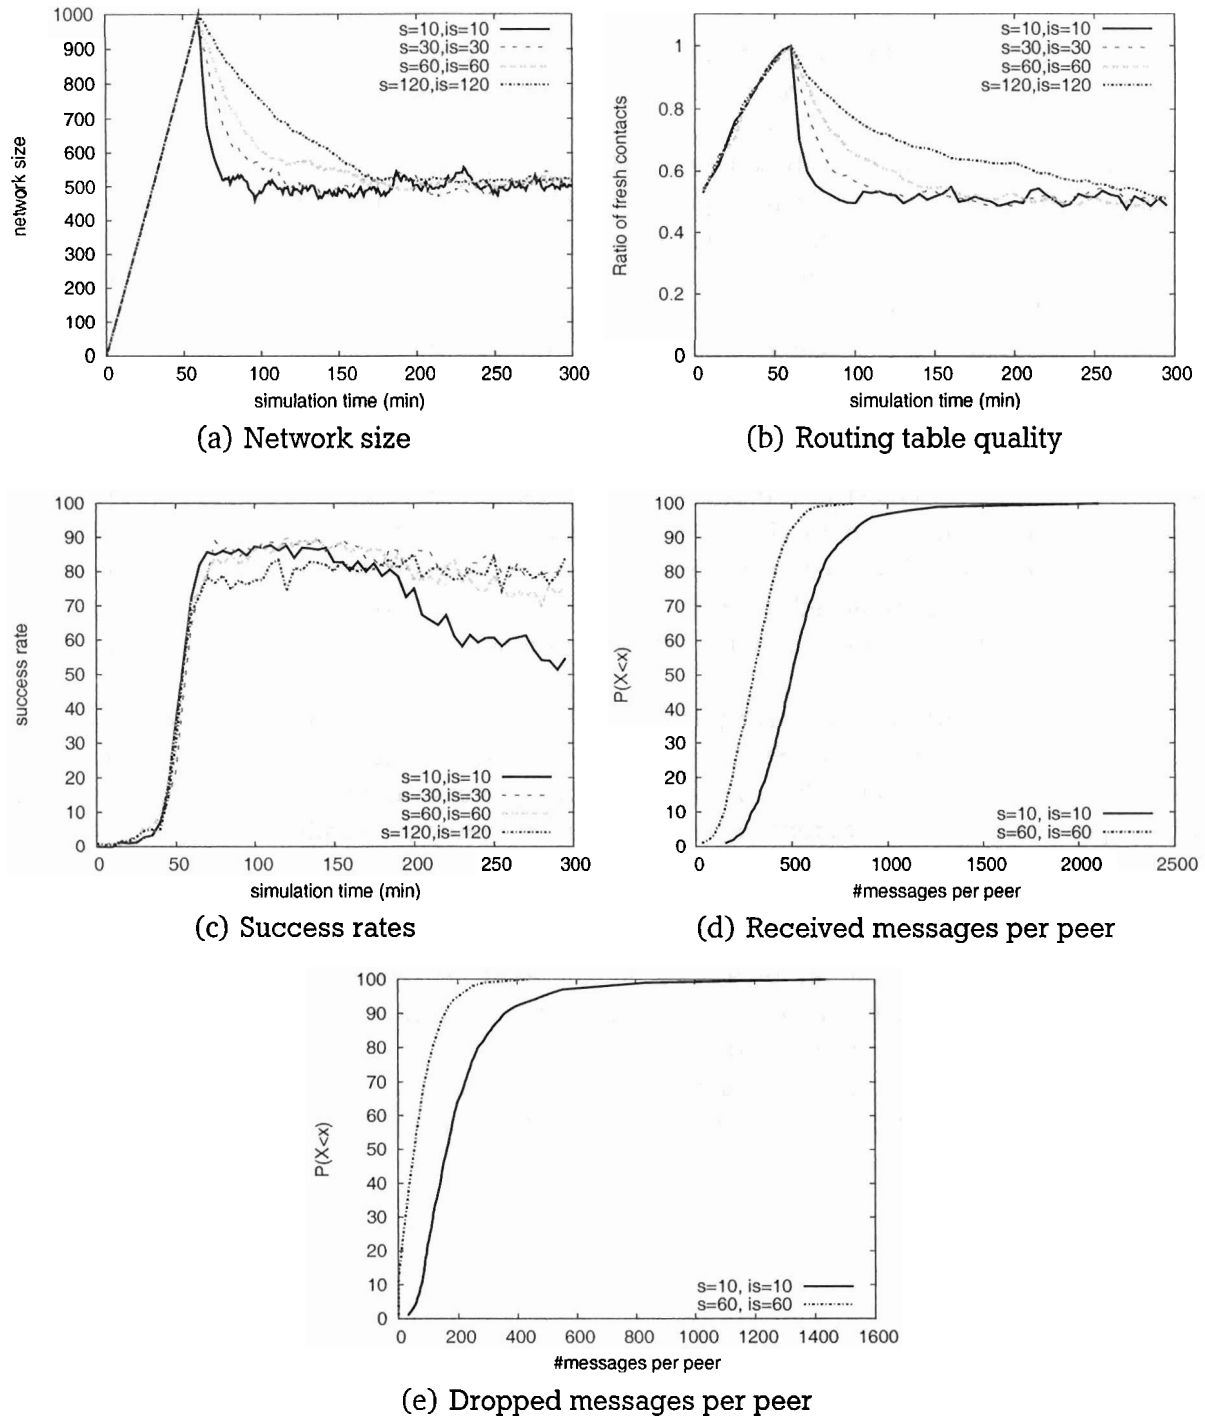 1000
900
800
700
600
500
400
300
200
100
0
network size
s=10,is=10
s=30,is=30
s=60,is=60
s=120,is=120
0 50 100 150 200 250 300
simulation time (min)
(a) Network size
1
0.8
0.6
0.4
0.2
0
Ratio of fresh contacts
s=10,is=10
s=30,is=30
s=60,is=60
s=120,is=120
0 50 100 150 200 250 300
simulation time (min)
(b) Routing table quality
100
90
80
70
60
50
40
30
20
10
0
success rate
s=10,is=10
s=30,is=30
s=60,is=60
s=120,is=120
0 50 100 150 200 250 300
simulation time (min)
(c) Success rates
100
90
80
70
60
50
40
30
20
10
0
P(X<x)
s=10, is=10
s=60, is=60
0 500 1000 1500 2000 2500
#messages per peer
(d) Received messages per peer
100
90
80
70
60
50
40
30
20
10
0
P(X<x)
s=10, is=10
s=60, is=60
0 200 400 600 800 1000 1200 1400 1600
#messages per peer
(e) Dropped messages per peer